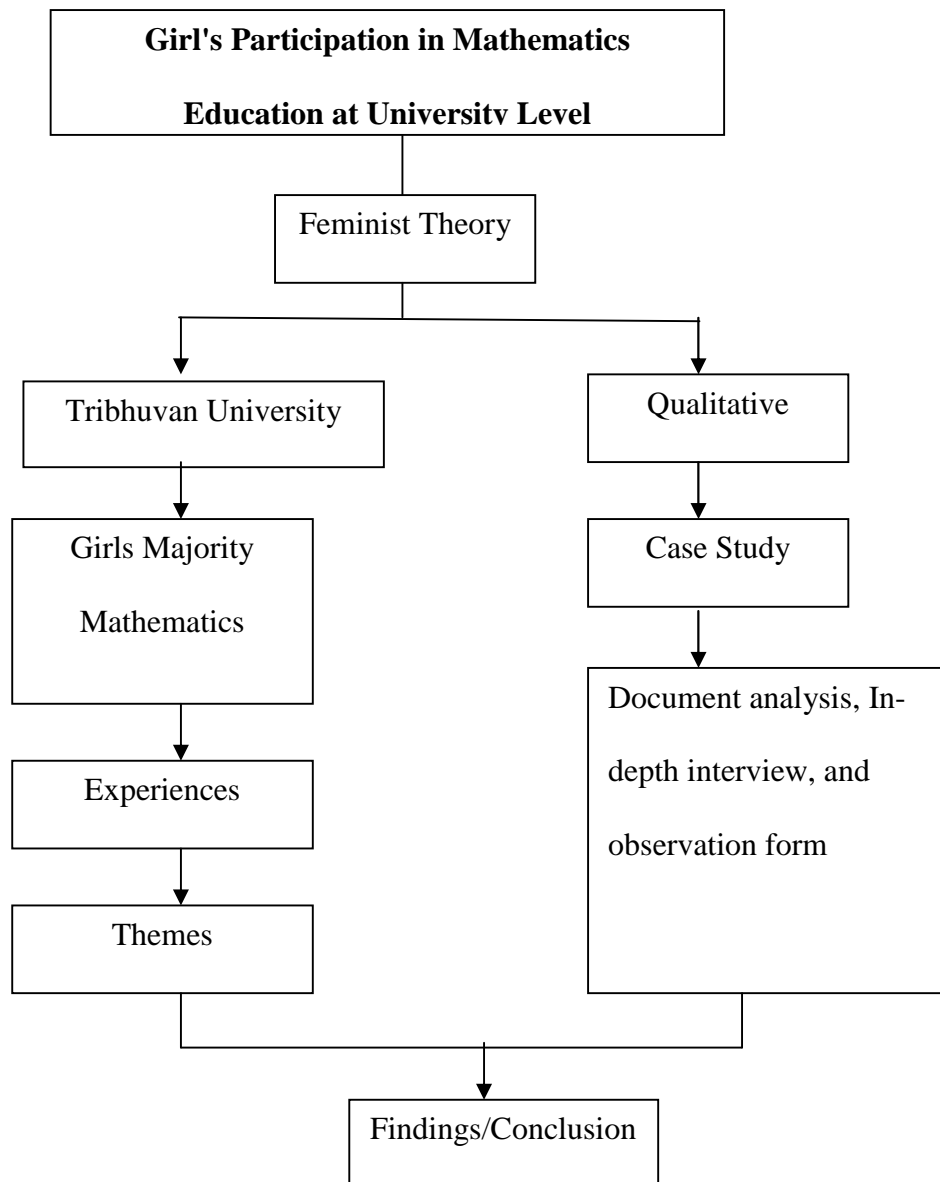 Girl's Participation in Mathematics
Education at University Level
Feminist Theory
Tribhuvan University
Qualitative
Girls Majority
Mathematics
Case Study
Experiences
Document analysis, In-
depth interview, and
observation form
Themes
Findings/Conclusion